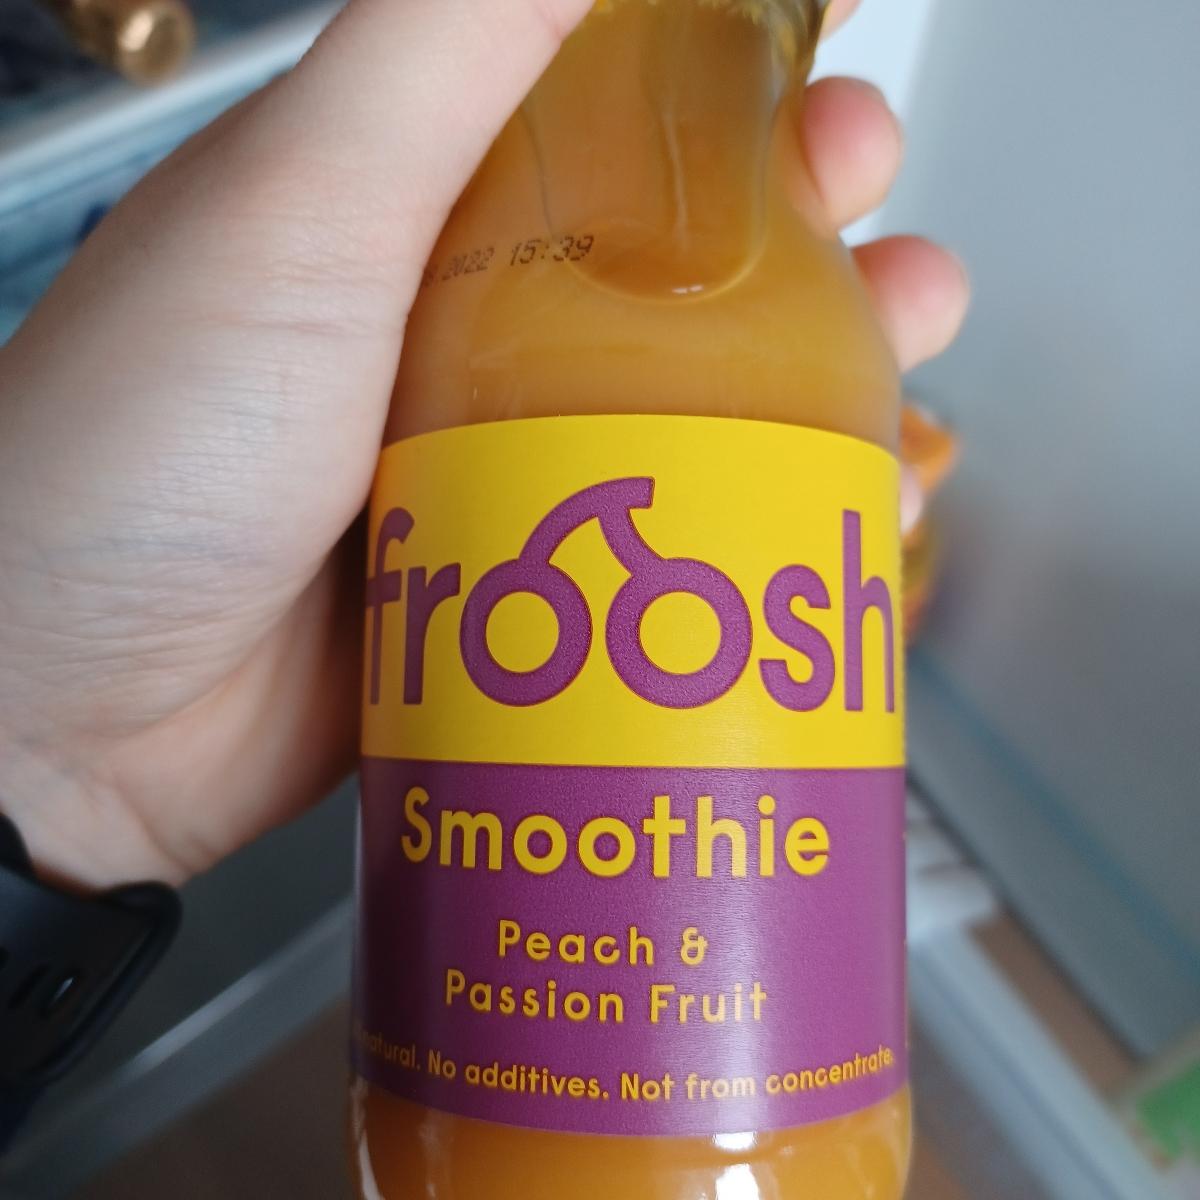 2022 15:39
froosh
Smoothie
Peach &
Passion Fruit
natural. No additives. Not from concentrate.